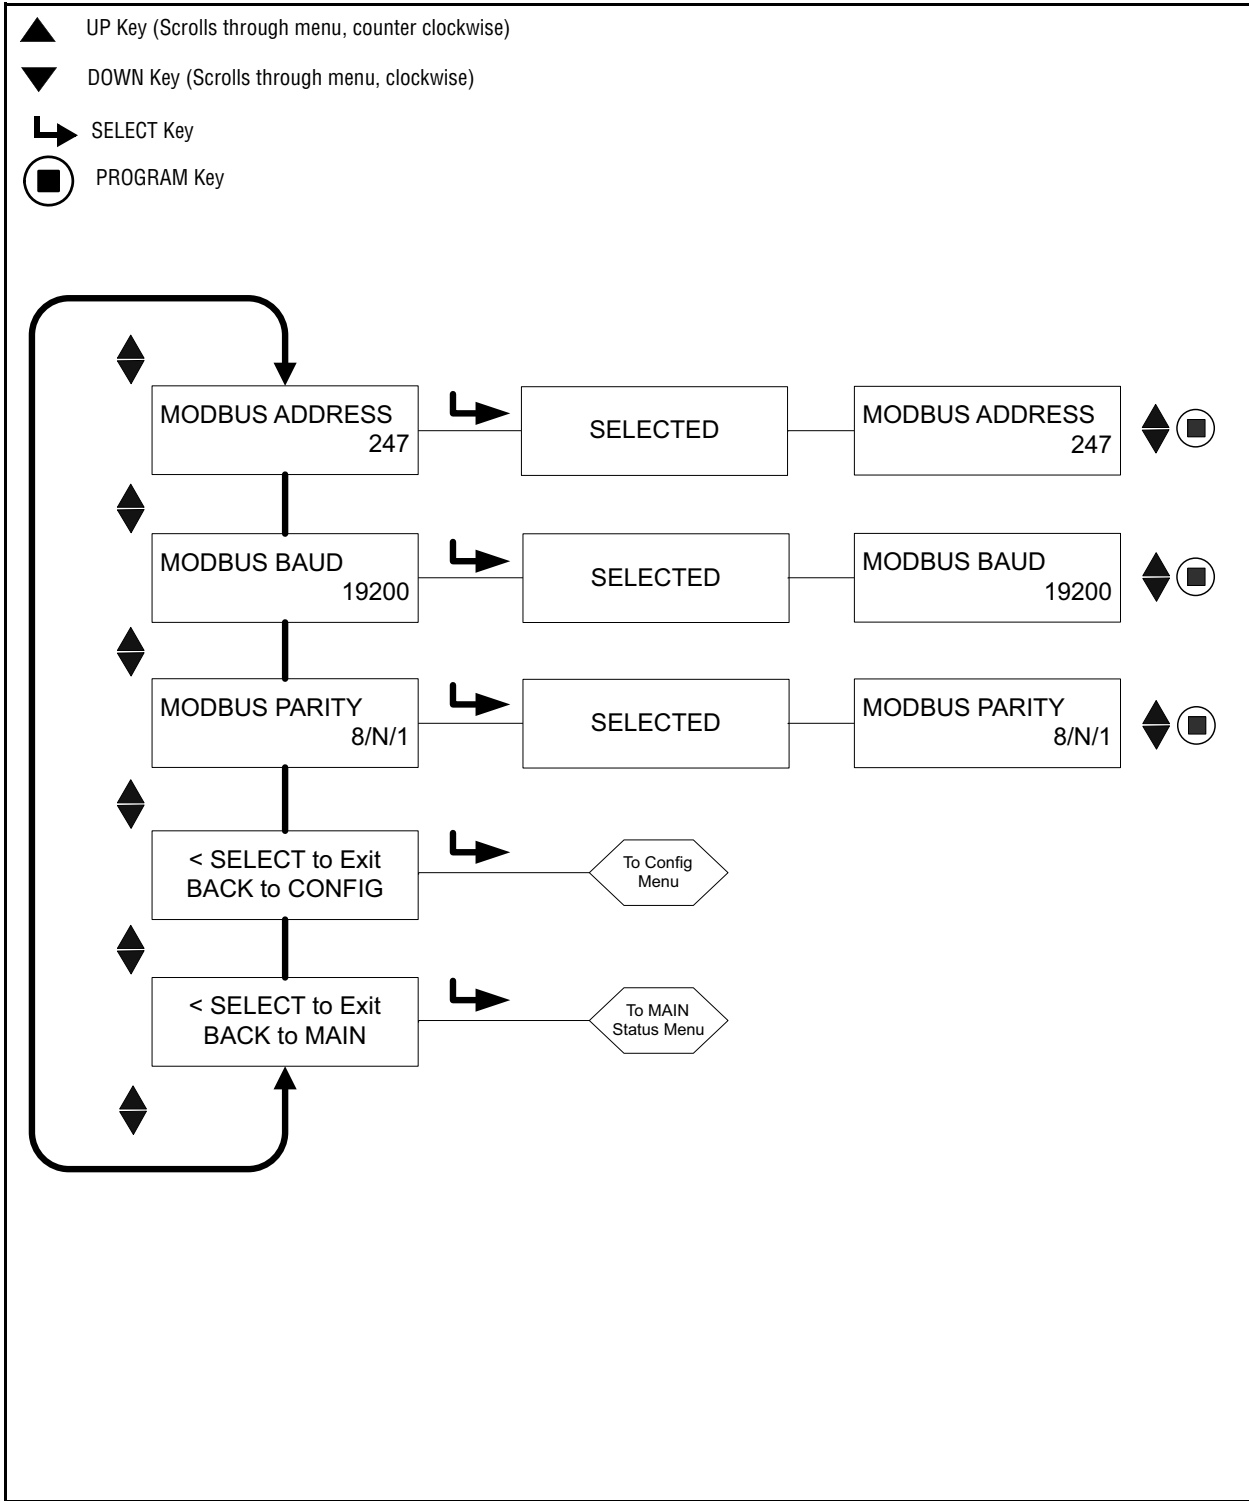 UP Key (Scrolls through menu, counter clockwise)
DOWN Key (Scrolls through menu, clockwise)
SELECT Key
PROGRAM Key
MODBUS ADDRESS
247
SELECTED
MODBUS ADDRESS
247
MODBUS BAUD
19200
SELECTED
MODBUS BAUD
19200
MODBUS PARITY
8/N/1
SELECTED
MODBUS PARITY
8/N/1
< SELECT to Exit
BACK to CONFIG
To Config
Menu
< SELECT to Exit
BACK to MAIN
To MAIN
Status Menu